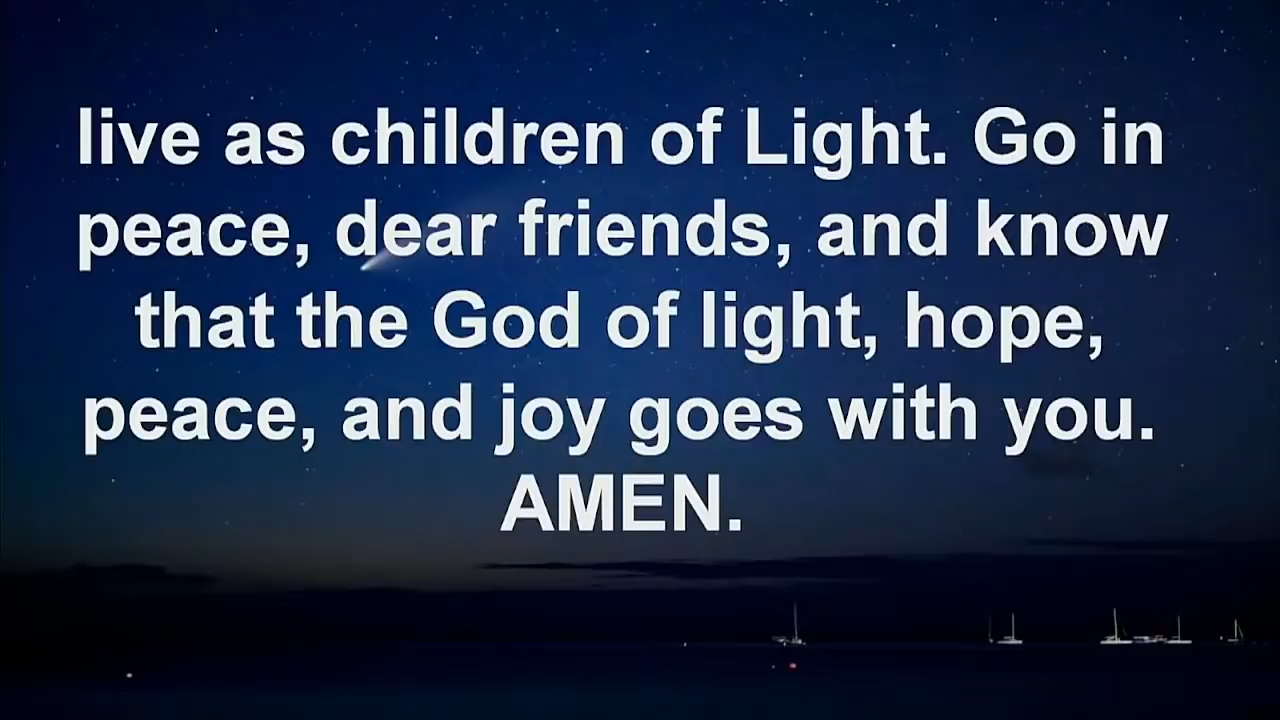 live as children of Light. Go in
peace, dear friends, and know
that the God of light, hope,
peace, and joy goes with you.
AMEN.